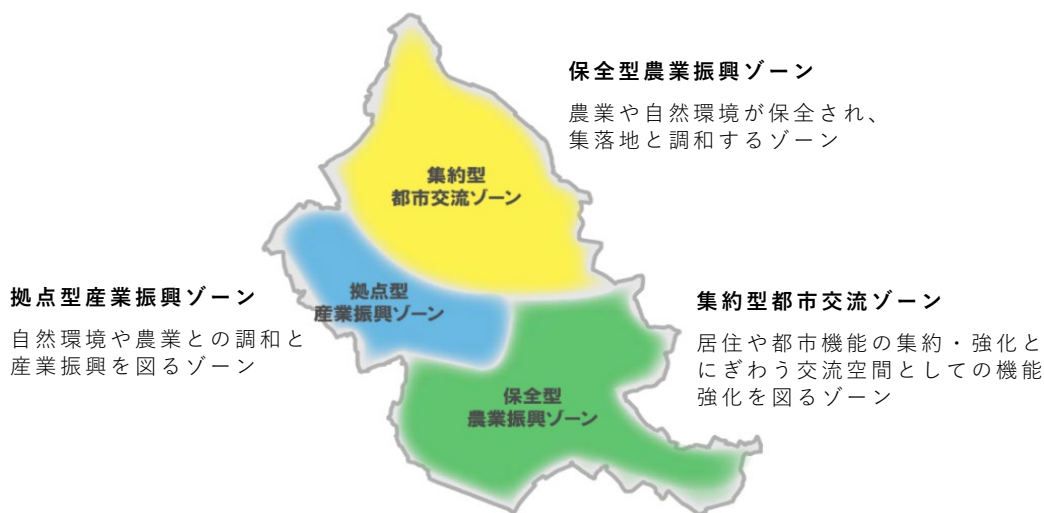 保全型農業振興ゾーン
農業や自然環境が保全され、
集落地と調和するゾーン
集約型
都市交流ゾーン
拠点型産業振興ゾーン
自然環境や農業との調和と
産業振興を図るゾーン
拠点型
産業振興ゾーン
集約型都市交流ゾーン
居住や都市機能の集約・強化と
にぎわう交流空間としての機能
強化を図るゾーン
保全型
農業振興ゾーン